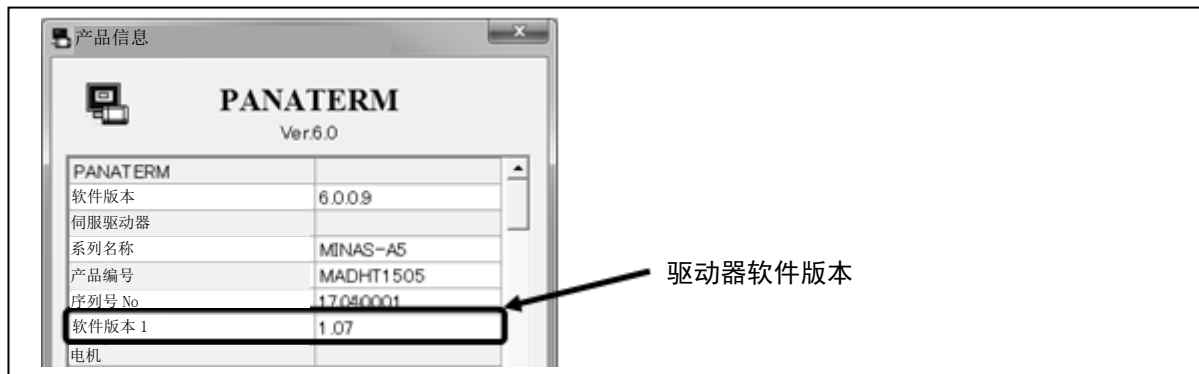 产品信息
PANATERM
Ver.6.0
PANATERM
软件版本 6.0.0.9
伺服驱动器
系列名称 MINAS-A5
产品编号 MADHT1505
序列号 No 17040001
软件版本 1 1.07
电机
驱动器软件版本